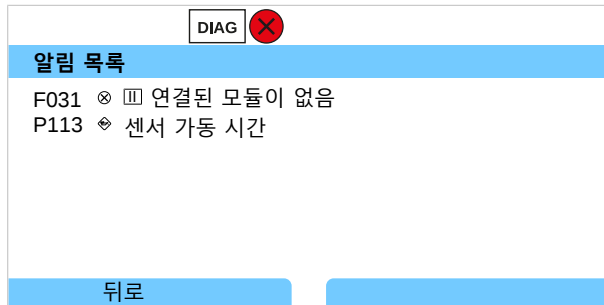 DIAG
알림 목록
F031 ⊗ Ⅲ 연결된 모듈이 없음
P113 센서 가동 시간
뒤로